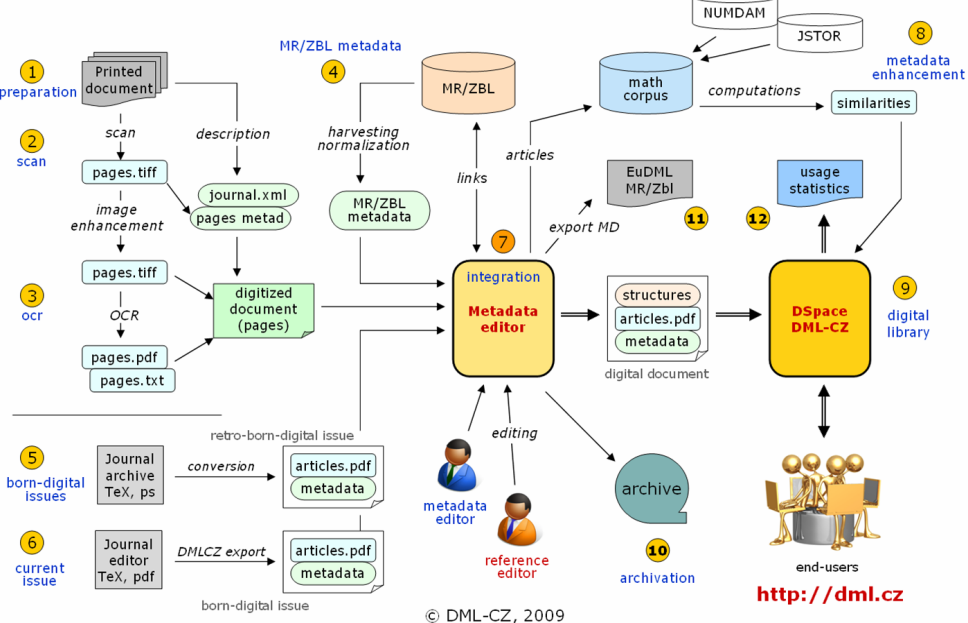 NUMDAM
JSTOR
8
metadata
enhancement
MR/ZBL metadata
4
1
preparation
Printed
document
MR/ZBL
math
corpus
computations
similarities
2
scan
scan
description
harvesting
normalization
articles
links
pages.tiff
journal.xml
pages metad
MR/ZBL
metadata
EuDML
MR/Zbl
usage
statistics
11
12
image
enhancement
export MD
7
pages.tiff
integration
Metadata
editor
3
ocr
OCR
digitized
document
(pages)
structures
articles.pdf
metadata
digital document
DSpace
DML-CZ
9
digital
library
pages.pdf
pages.txt
retro-born-digital issue
editing
5
born-digital
issues
Journal
archive
TeX, ps
conversion
articles.pdf
metadata
metadata
editor
archive
6
current
issue
Journal
editor
TeX, pdf
DMLCZ export
articles.pdf
metadata
born-digital issue
reference
editor
10
archivation
end-users
http://dml.cz
© DML-CZ, 2009